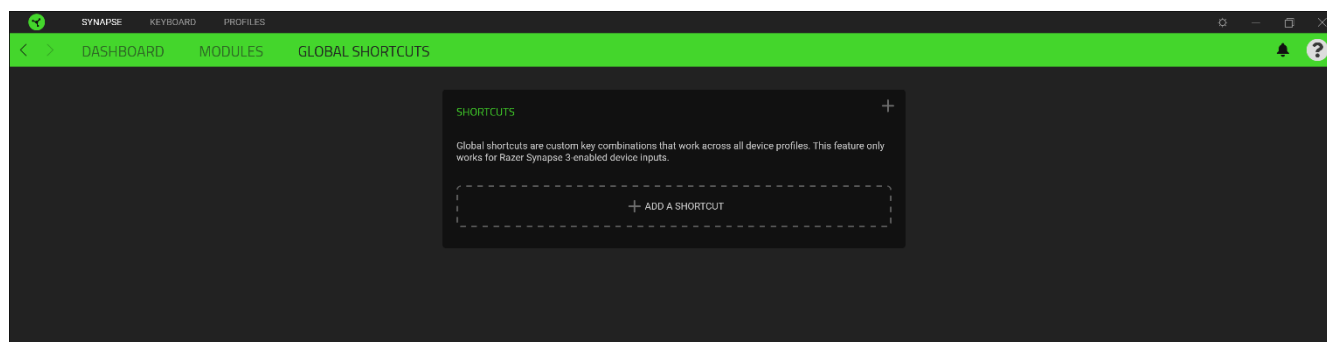 SYNAPSE KEYBOARD PROFILES
DASHBOARD MODULES GLOBAL SHORTCUTS
?
SHORTCUTS
Global shortcuts are custom key combinations that work across all device profiles. This feature only
works for Razer Synapse 3-enabled device inputs.
ADD A SHORTCUT